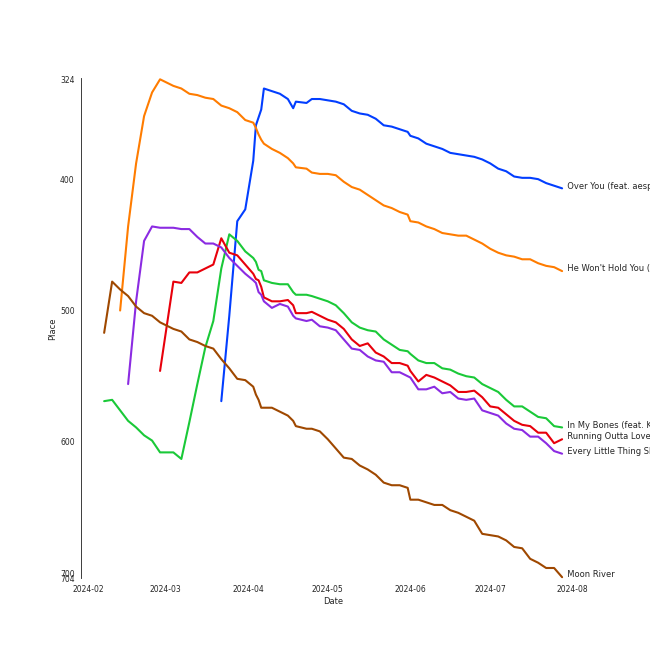 324
400
500
600
700
704
Place
2024-02
2024-03
2024-04
2024-05
2024-06
2024-07
2024-08
Date
Over You (feat. aesp
He Won't Hold You (
In My Bones (feat. K
Running Outta Love
Every Little Thing S
Moon River